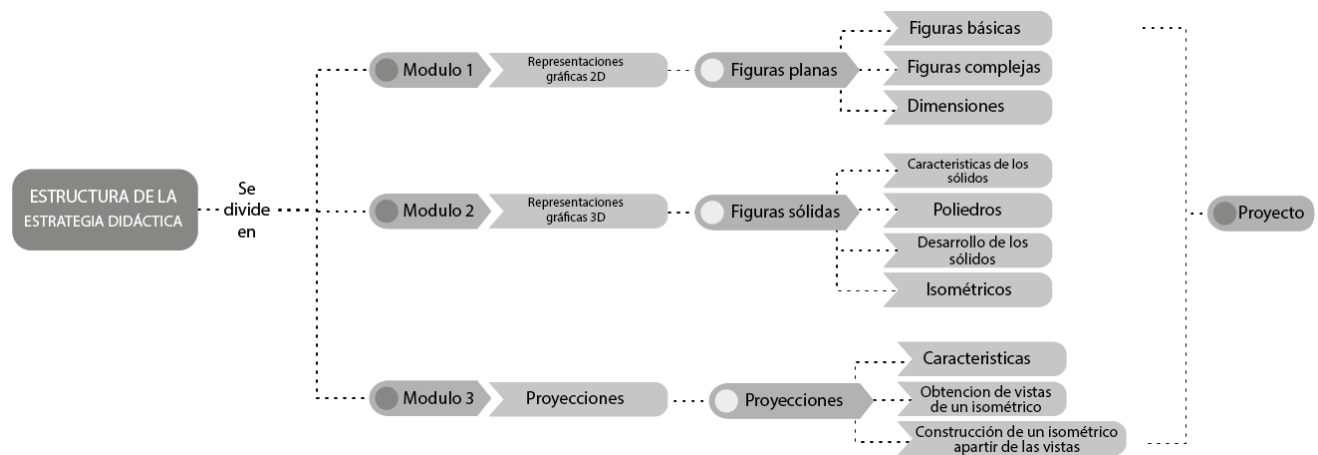 ESTRUCTURA DE LA
ESTRATEGIA DIDÁCTICA
Se
divide
en
Modulo 1
Representaciones
gráficas 2D
Figuras planas
Figuras básicas
Figuras complejas
Dimensiones
Modulo 2
Representaciones
gráficas 3D
Figuras sólidas
Caracteristicas de los
sólidos
Poliedros
Desarrollo de los
sólidos
Isométricos
Modulo 3
Proyecciones
Proyecciones
Caracteristicas
Obtencion de vistas
de un isométrico
Construcción de un isométrico
apartir de las vistas
Proyecto